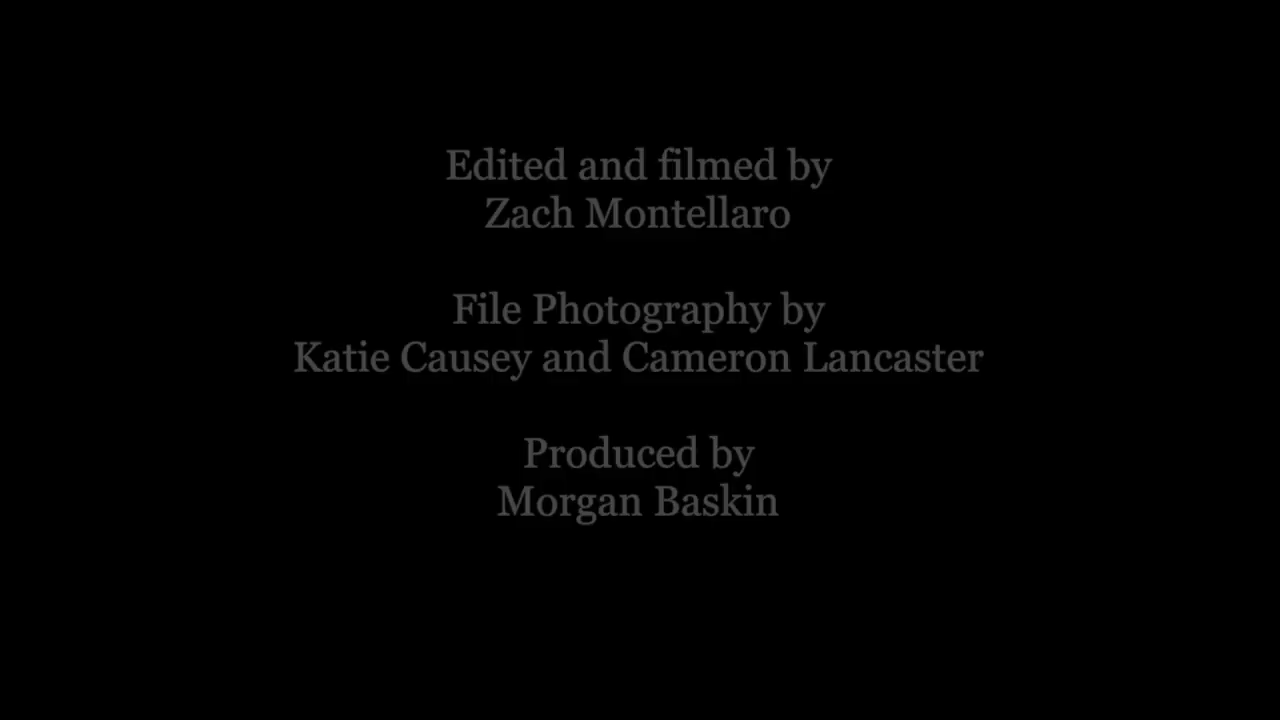 Edited and filmed by
Zach Montellaro
File Photography by
Katie Causey and Cameron Lancaster
Produced by
Morgan Baskin